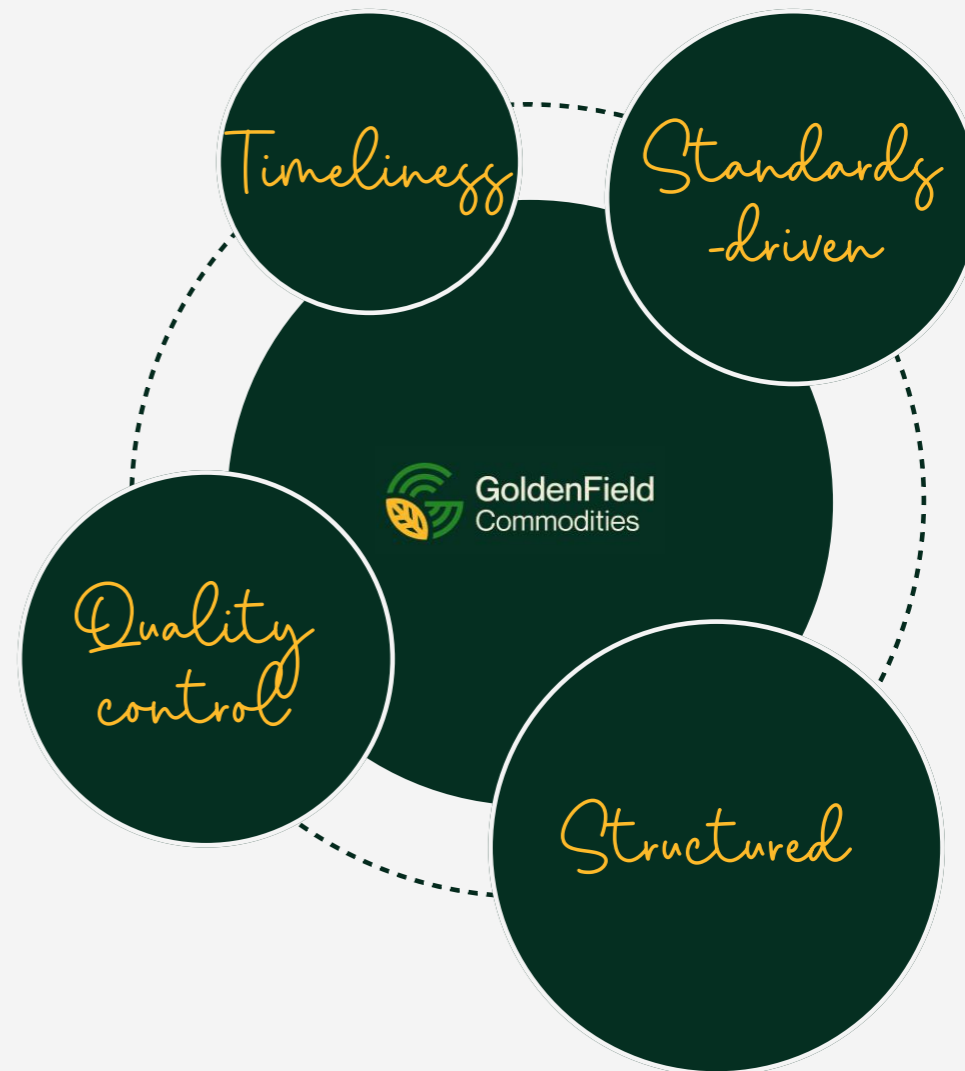 Timeliness
Standards
-driven
GoldenField
Commodities
Quality
control
Structured